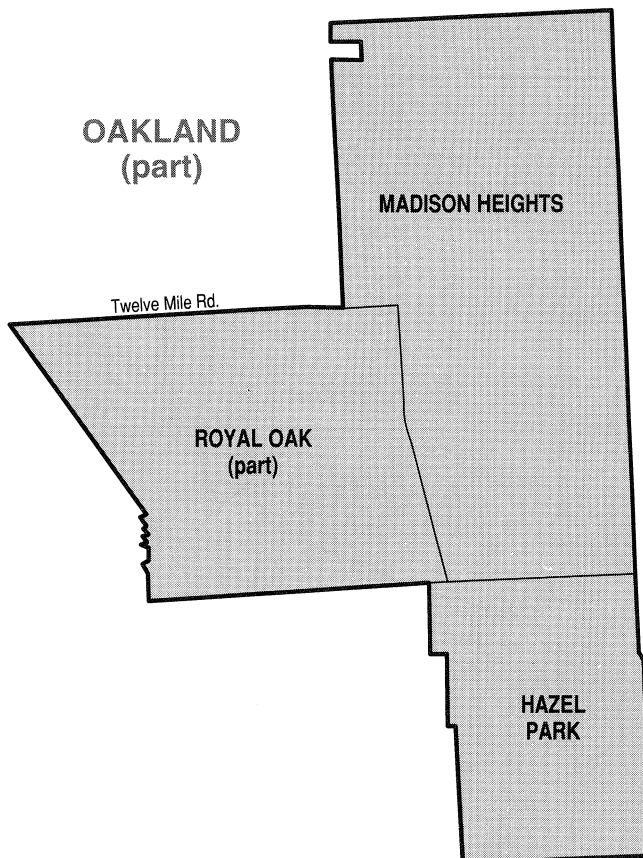 OAKLAND
(part)
MADISON HEIGHTS
Twelve Mile Rd.
ROYAL OAK
(part)
HAZEL
PARK